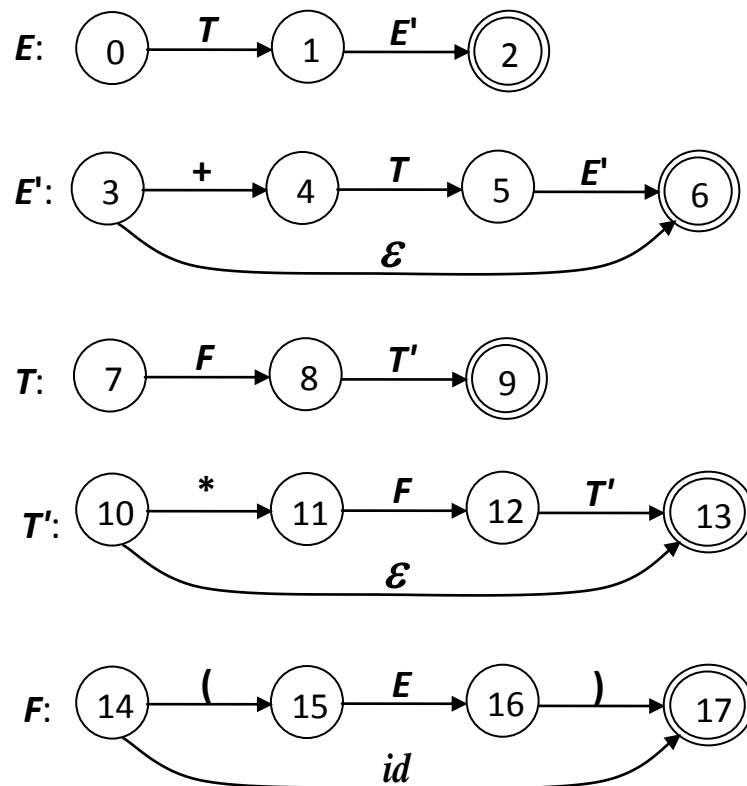 T E'
E: 0 1 2
+ T E'
E': 3 4 5 6
ε
F T'
T: 7 8 9
* F T'
T': 10 11 12 13
ε
( E )
F: 14 15 16 17
id